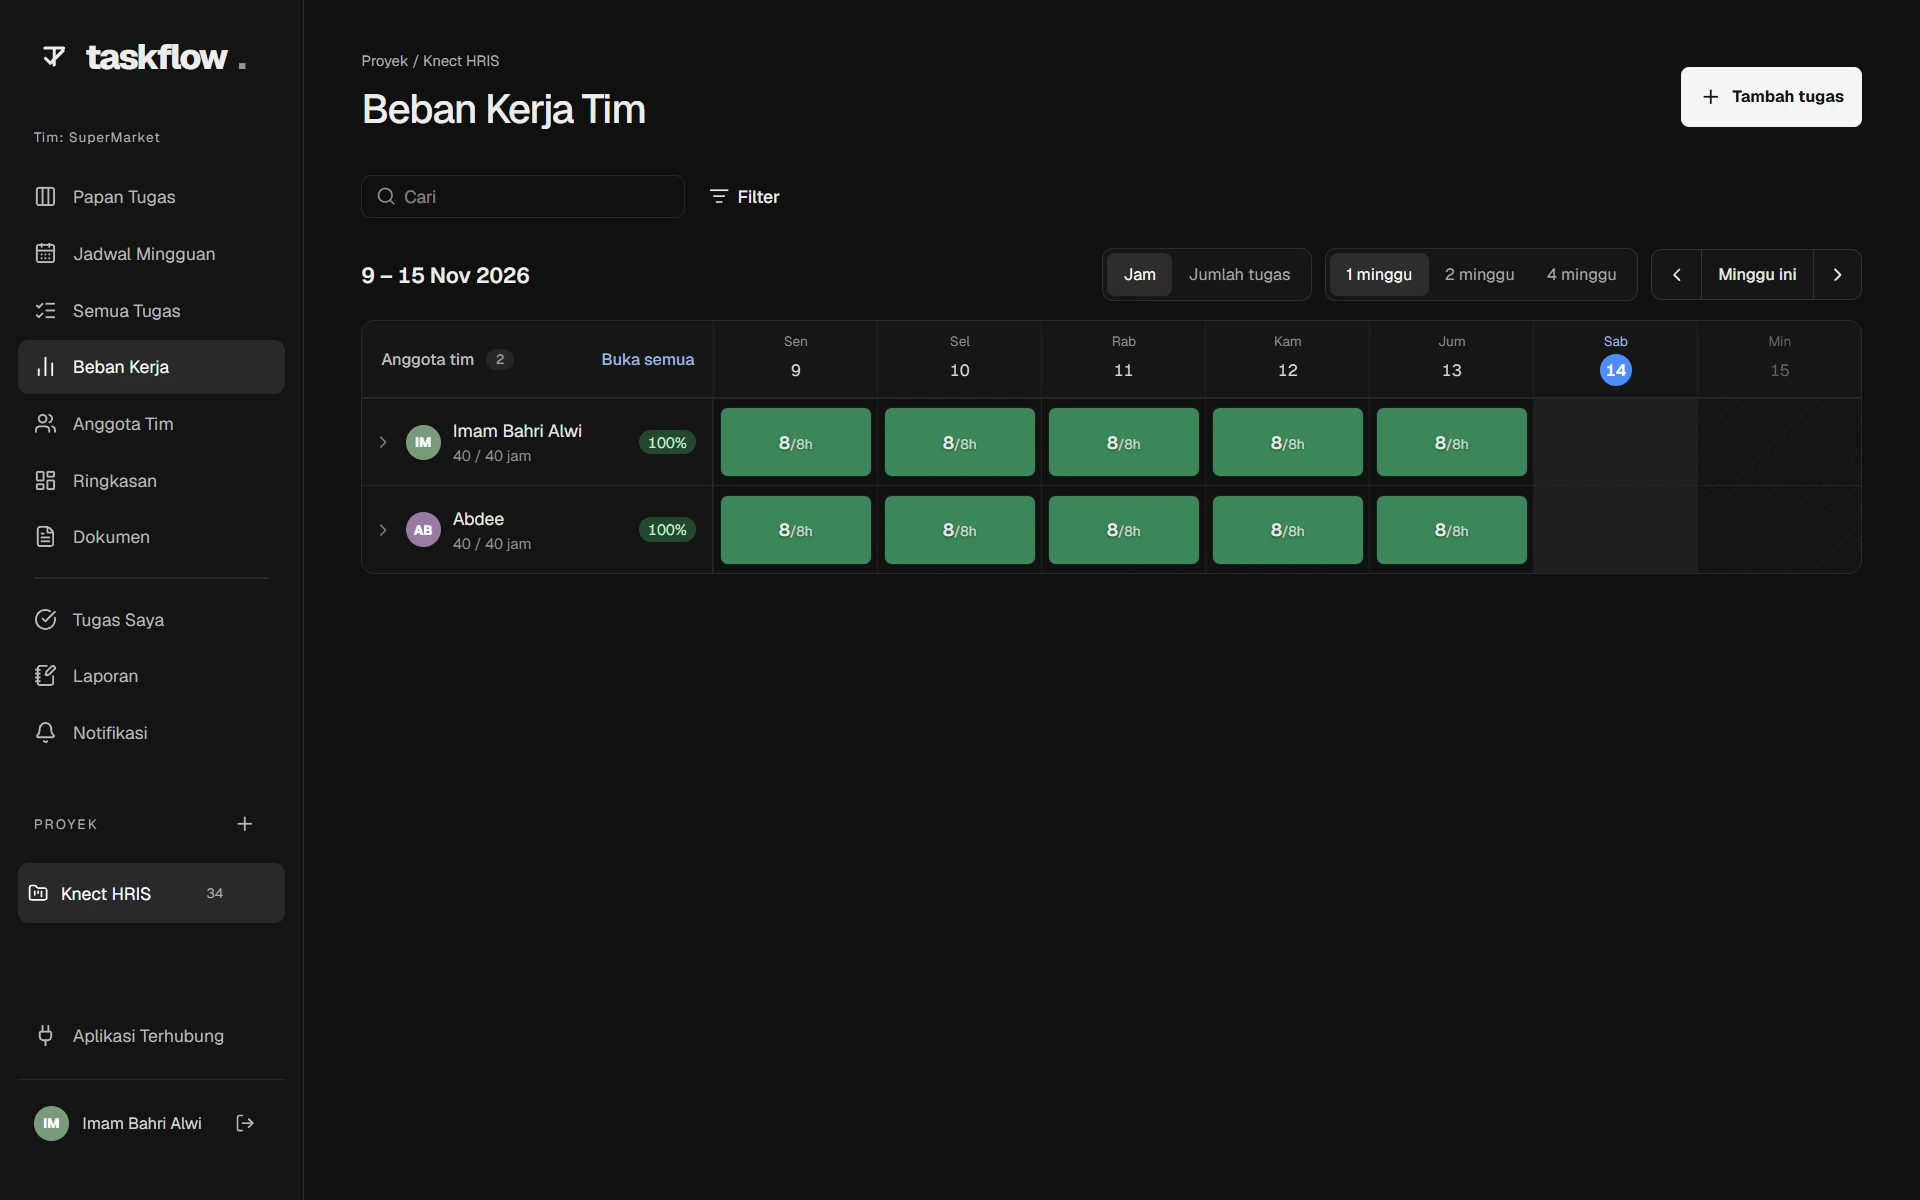 taskflow .
Tim: SuperMarket
Papan Tugas
Jadwal Mingguan
Semua Tugas
Beban Kerja
Anggota Tim
Ringkasan
Dokumen
Tugas Saya
Laporan
Notifikasi
PROYEK
Knect HRIS 34
Aplikasi Terhubung
IM Imam Bahri Alwi
Proyek / Knect HRIS
Beban Kerja Tim
Tambah tugas
Cari Filter
9 – 15 Nov 2026 Jam Jumlah tugas 1 minggu 2 minggu 4 minggu Minggu ini
Anggota tim 2 Buka semua
Sen Sel Rab Kam Jum Sab Min
9 10 11 12 13 14 15
IM Imam Bahri Alwi 100% 8/8h 8/8h 8/8h 8/8h 8/8h
40 / 40 jam
AB Abdee 100% 8/8h 8/8h 8/8h 8/8h 8/8h
40 / 40 jam